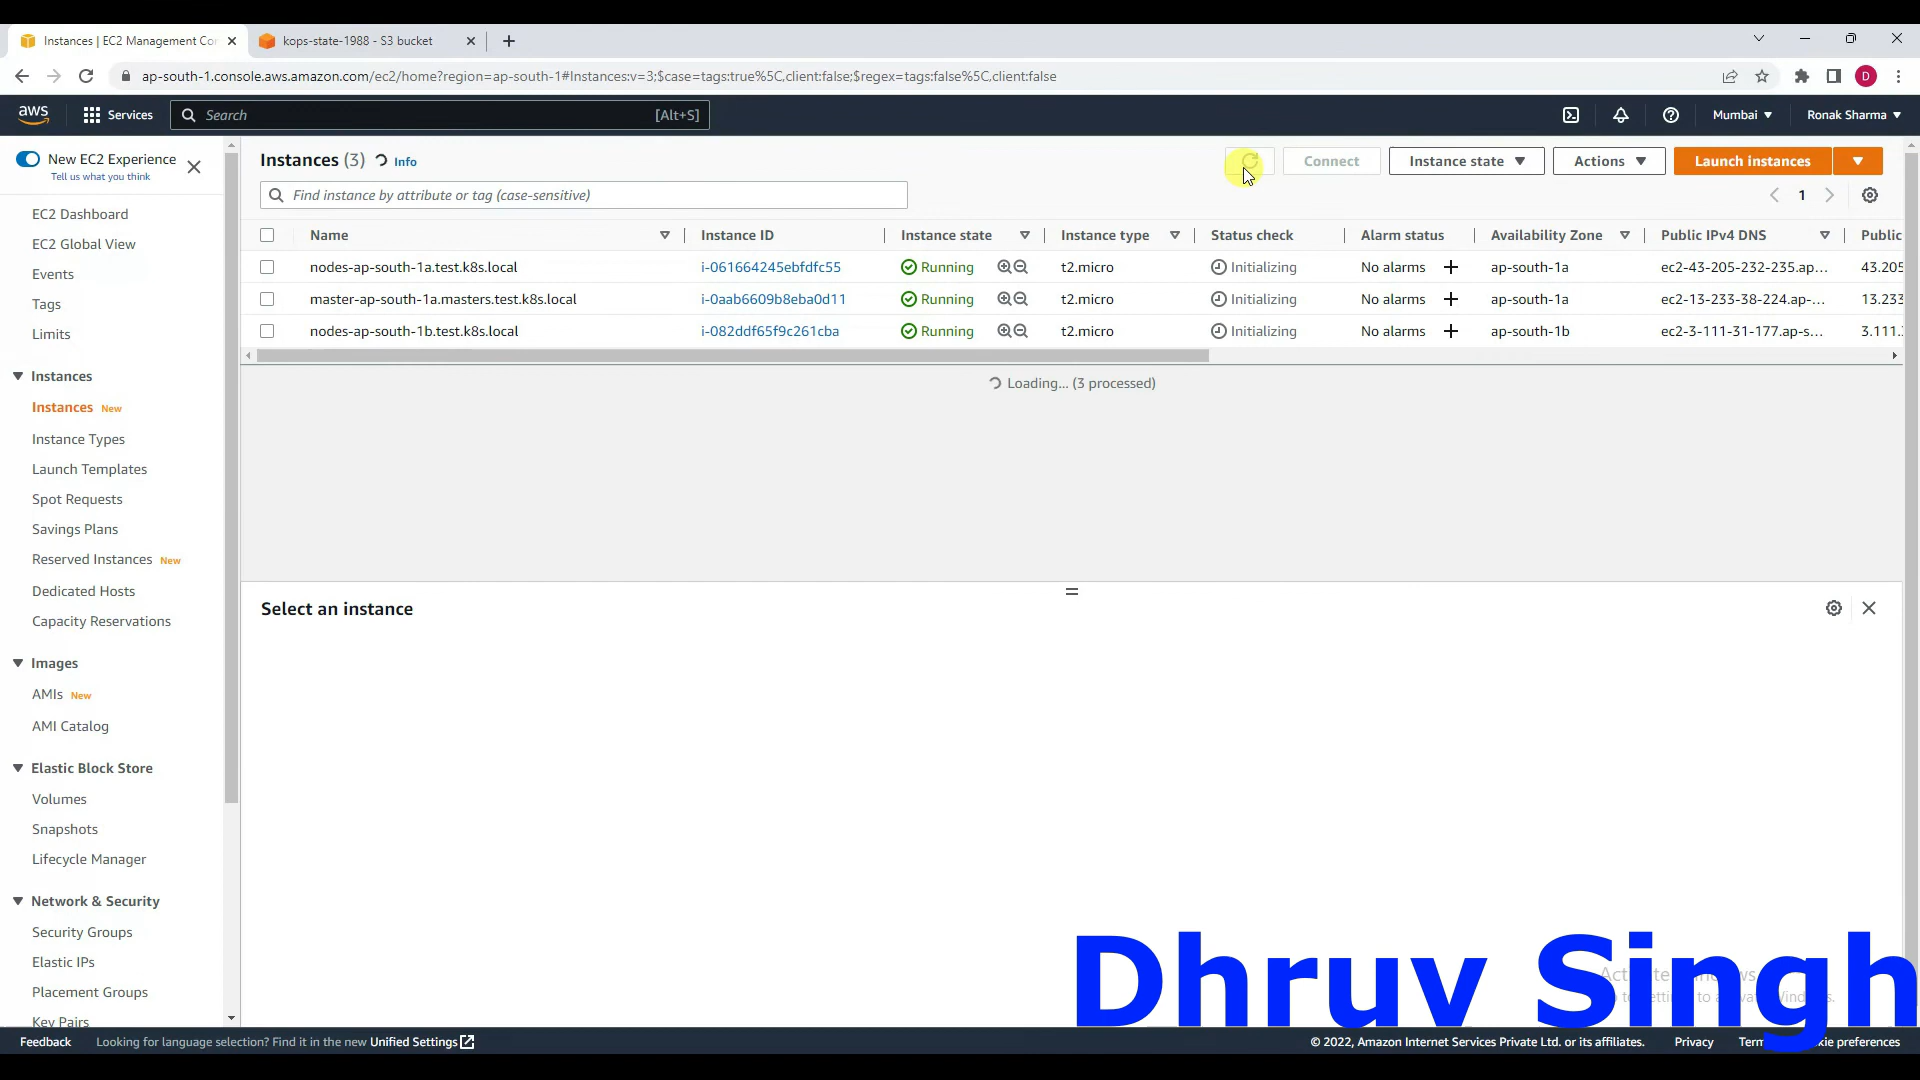 Instances | EC2 Management Con
kops-state-1988 - S3 bucket
ap-south-1.console.aws.amazon.com/ec2/home?region=ap-south-1#Instances:v=3;$case=tags:true%5C,client:false;$regex=tags:false%5C,client:false
D
aws
Services
Search
[Alt+S]
Mumbai
Ronak Sharma
New EC2 Experience
Tell us what you think
EC2 Dashboard
EC2 Global View
Events
Tags
Limits
Instances
Instances New
Instance Types
Launch Templates
Spot Requests
Savings Plans
Reserved Instances New
Dedicated Hosts
Capacity Reservations
Images
AMIs New
AMI Catalog
Elastic Block Store
Volumes
Snapshots
Lifecycle Manager
Network & Security
Security Groups
Elastic IPs
Placement Groups
Key Pairs
Instances (3) Info
Connect
Instance state
Actions
Launch instances
Find instance by attribute or tag (case-sensitive)
1
Name Instance ID Instance state Instance type Status check Alarm status Availability Zone Public IPv4 DNS Public
nodes-ap-south-1a.test.k8s.local i-061664245ebfdfc55 Running t2.micro Initializing No alarms ap-south-1a ec2-43-205-232-235.ap... 43.205
master-ap-south-1a.masters.test.k8s.local i-0aab6609b8eba0d11 Running t2.micro Initializing No alarms ap-south-1a ec2-13-233-38-224.ap-... 13.233
nodes-ap-south-1b.test.k8s.local i-082ddf65f9c261cba Running t2.micro Initializing No alarms ap-south-1b ec2-3-111-31-177.ap-s... 3.111.
Loading... (3 processed)
Select an instance
Dhruv Singh
Feedback
Looking for language selection? Find it in the new Unified Settings
© 2022, Amazon Internet Services Private Ltd. or its affiliates.
Privacy
preferences